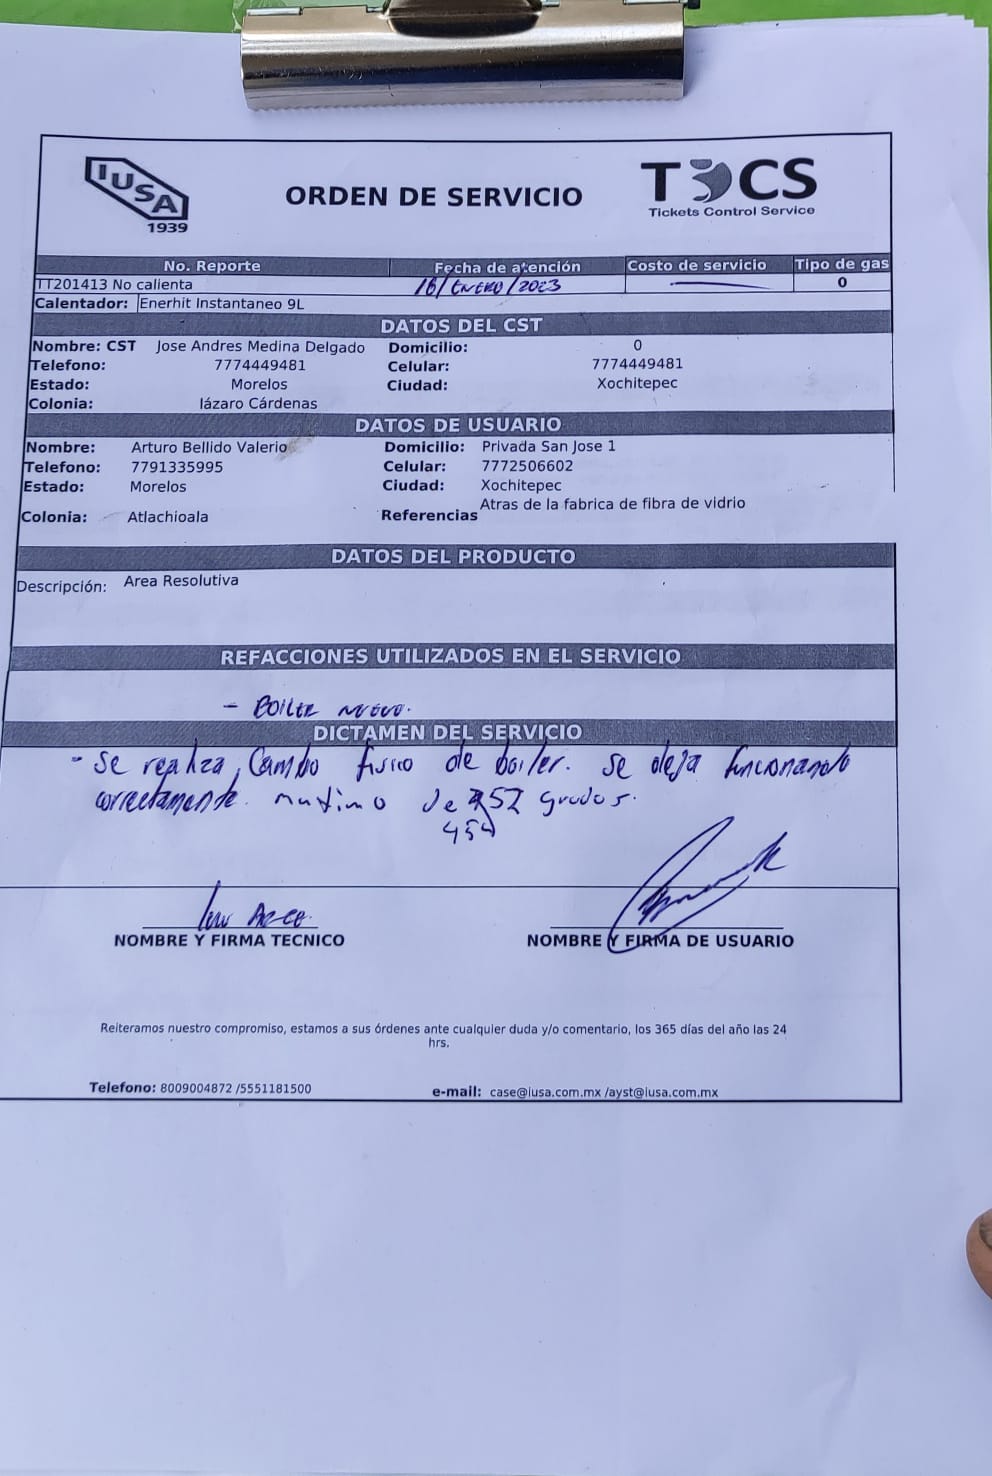 IUSA
1939
ORDEN DE SERVICIO
TCS
Tickets Control Service
No. Reporte Fecha de atención Costo de servicio Tipo de gas
TT201413 No calienta 16/ENERO/2023 0
Calentador: Enerhit Instantaneo 9L
DATOS DEL CST
Nombre: CST Jose Andres Medina Delgado Domicilio: 0
Telefono: 7774449481 Celular: 7774449481
Estado: Morelos Ciudad: Xochitepec
Colonia: lázaro Cárdenas
DATOS DE USUARIO
Nombre: Arturo Bellido Valerio Domicilio: Privada San Jose 1
Telefono: 7791335995 Celular: 7772506602
Estado: Morelos Ciudad: Xochitepec
Colonia: Atlachioala Referencias Atras de la fabrica de fibra de vidrio
DATOS DEL PRODUCTO
Descripción: Area Resolutiva
REFACCIONES UTILIZADOS EN EL SERVICIO
- BOILER NUEVO.
DICTAMEN DEL SERVICIO
- Se realiza, Cambio fisico de boiler. se deja funcionando
correctamente. de 52 grados.
45
NOMBRE Y FIRMA TECNICO NOMBRE Y FIRMA DE USUARIO
Reiteramos nuestro compromiso, estamos a sus órdenes ante cualquier duda y/o comentario, los 365 días del año las 24
hrs.
Telefono: 8009004872 /5551181500 e-mail: case@iusa.com.mx /ayst@iusa.com.mx